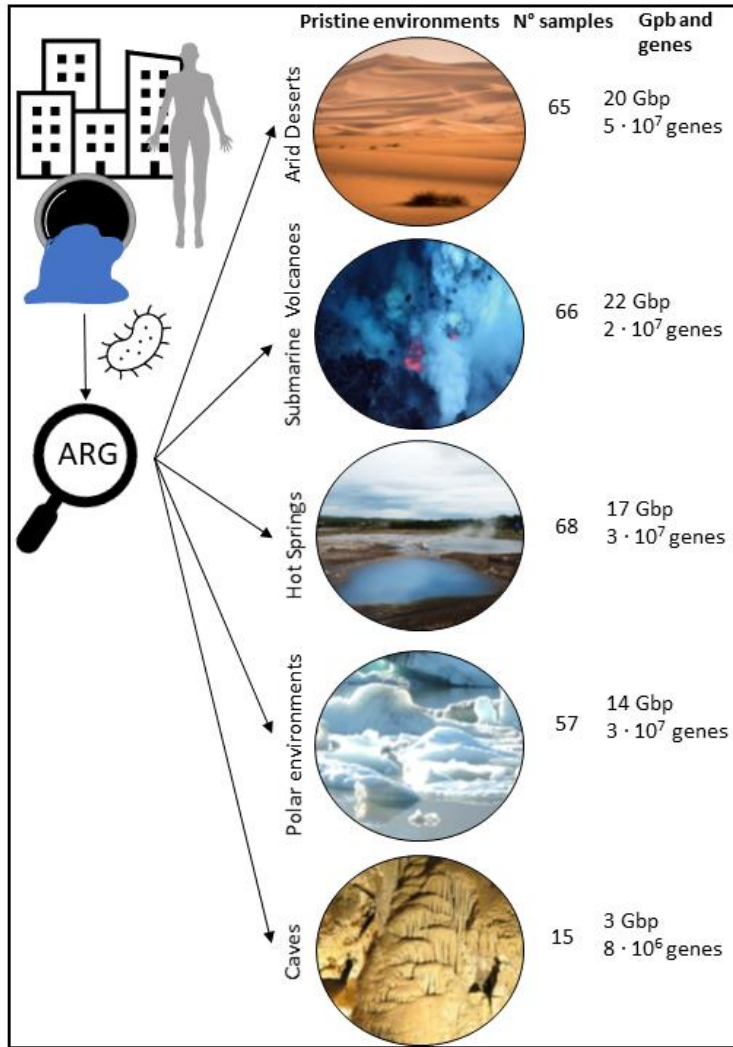 Pristine environments
N° samples
Gpb and
genes
ARG
Arid Deserts
65
20 Gbp
5 · 10⁷ genes
Submarine Volcanoes
66
22 Gbp
2 · 10⁷ genes
Hot Springs
68
17 Gbp
3 · 10⁷ genes
Polar environments
57
14 Gbp
3 · 10⁷ genes
Caves
15
3 Gbp
8 · 10⁶ genes